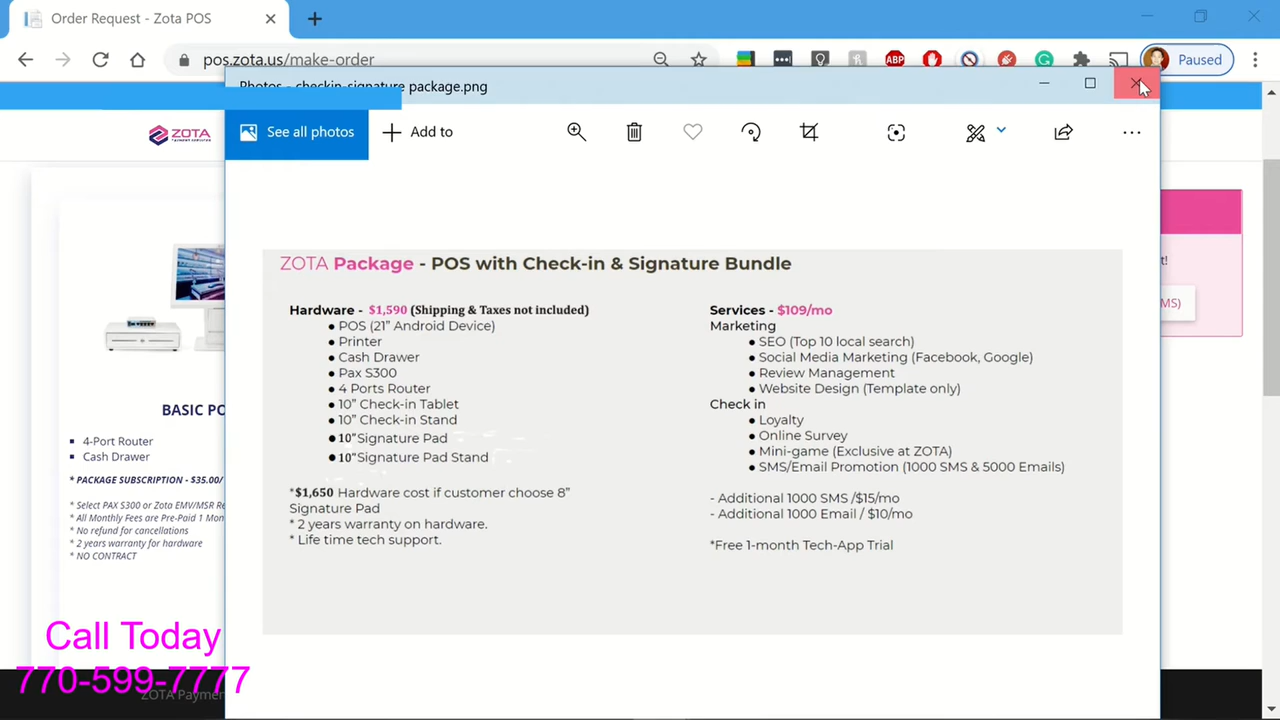 Order Request - Zota POS
pos.zota.us/make-order
ABP
Paused
Photos - checkin-signature package.png
See all photos
Add to
ZOTA
PAYMENT SERVICES
ZOTA Package - POS with Check-in & Signature Bundle
Hardware - $1,590 (Shipping & Taxes not included)
● POS (21" Android Device)
● Printer
● Cash Drawer
● Pax S300
● 4 Ports Router
● 10" Check-in Tablet
● 10" Check-in Stand
● 10" Signature Pad
● 10" Signature Pad Stand
*$1,650 Hardware cost if customer choose 8"
Signature Pad
* 2 years warranty on hardware.
* Life time tech support.
Services - $109/mo
Marketing
● SEO (Top 10 local search)
● Social Media Marketing (Facebook, Google)
● Review Management
● Website Design (Template only)
Check in
● Loyalty
● Online Survey
● Mini-game (Exclusive at ZOTA)
● SMS/Email Promotion (1000 SMS & 5000 Emails)
- Additional 1000 SMS /$15/mo
- Additional 1000 Email / $10/mo
*Free 1-month Tech-App Trial
BASIC PO
▪ 4-Port Router
▪ Cash Drawer
* PACKAGE SUBSCRIPTION - $35.00/
* Select PAX S300 or Zota EMV/MSR Re
* All Monthly Fees are Pre-Paid 1 Mon
* No refund for cancellations
* 2 years warranty for hardware
* NO CONTRACT
t!
MS)
Call Today
770-599-7777
ZOTA Paymen